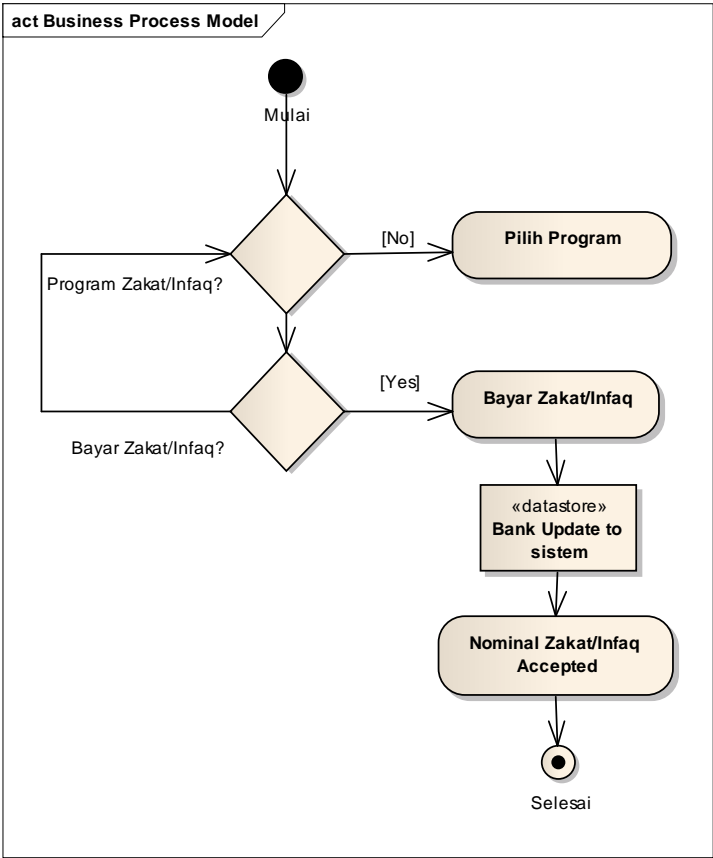 act Business Process Model
Mulai
[No]
Pilih Program
Program Zakat/Infaq?
[Yes]
Bayar Zakat/Infaq
Bayar Zakat/Infaq?
«datastore»
Bank Update to
sistem
Nominal Zakat/Infaq
Accepted
Selesai